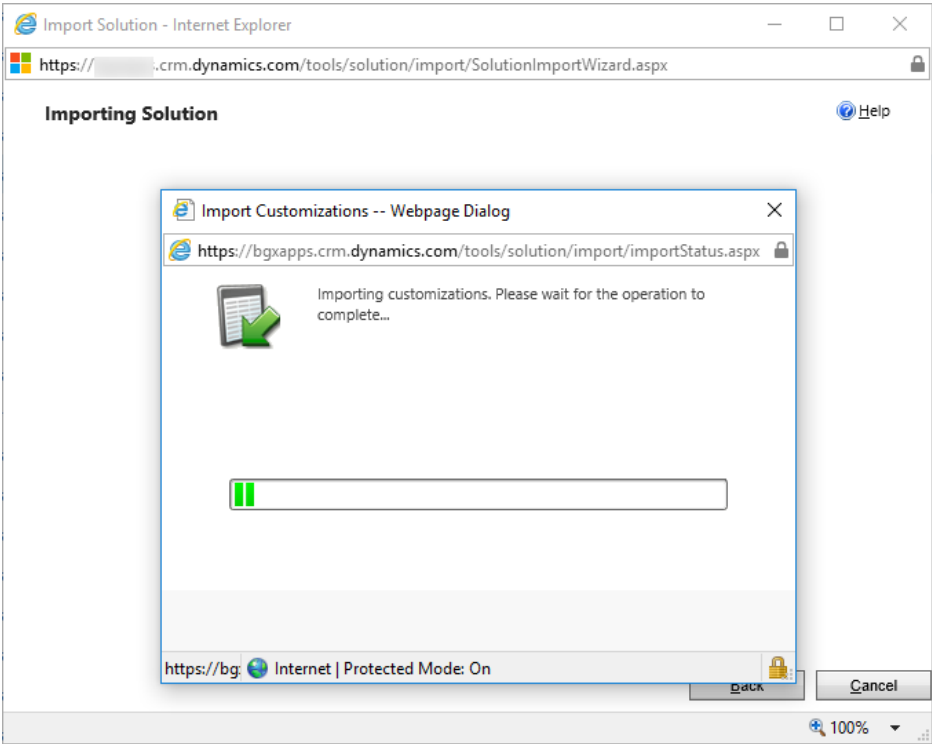 Import Solution - Internet Explorer
https:// .crm.dynamics.com/tools/solution/import/SolutionImportWizard.aspx
Importing Solution
Help
Import Customizations -- Webpage Dialog
https://bgxapps.crm.dynamics.com/tools/solution/import/importStatus.aspx
Importing customizations. Please wait for the operation to
complete...
https://bg Internet | Protected Mode: On
Back
Cancel
100%